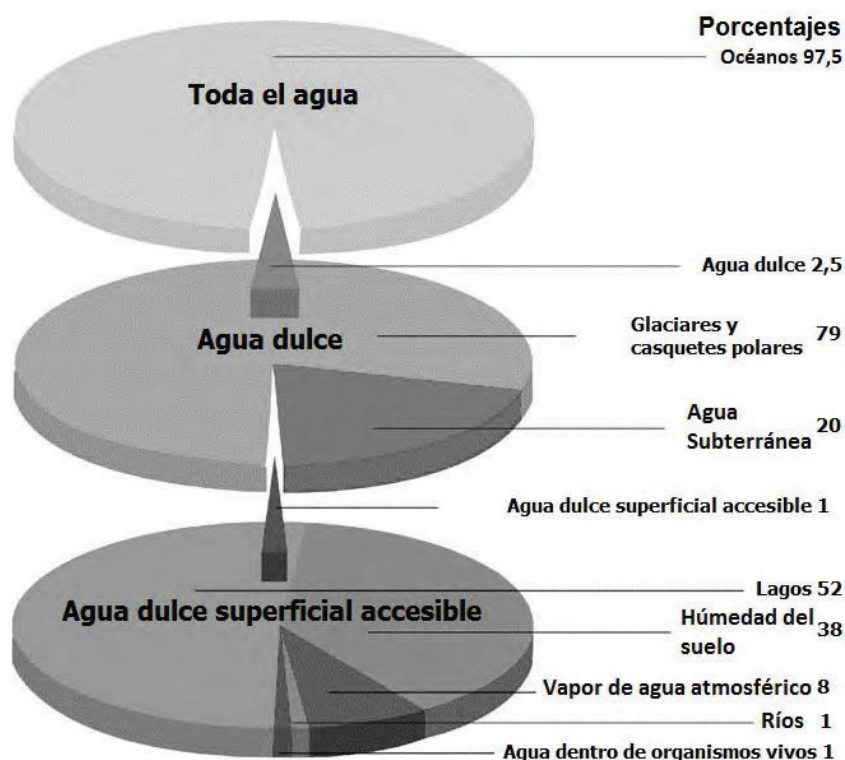 Porcentajes
Océanos 97,5
Toda el agua
Agua dulce 2,5
Agua dulce
Glaciares y
casquetes polares 79
Agua
Subterránea 20
Agua dulce superficial accesible 1
Lagos 52
Agua dulce superficial accesible
Húmedad del
suelo 38
Vapor de agua atmosférico 8
Ríos 1
Agua dentro de organismos vivos 1